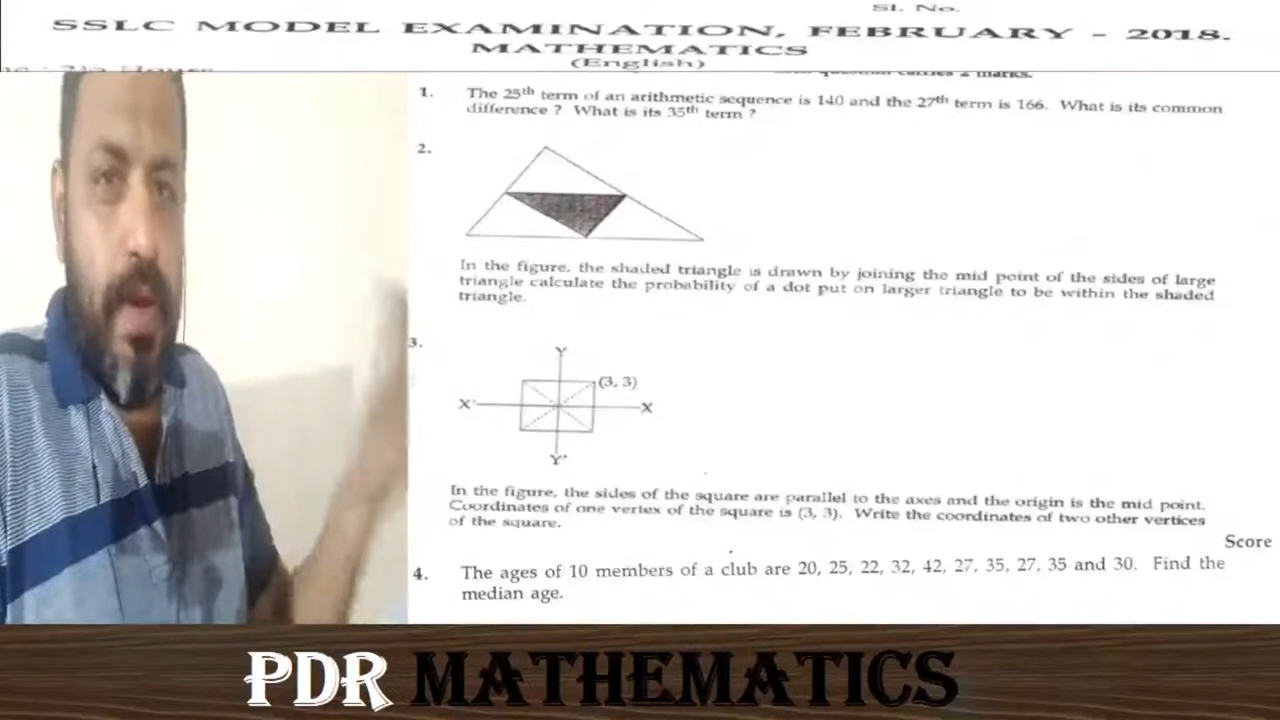 Sl. No.
SSLC MODEL EXAMINATION, FEBRUARY - 2018.
MATHEMATICS
(English)
question carries 2 marks.
1. The 25th term of an arithmetic sequence is 140 and the 27th term is 166. What is its common
difference ? What is its 35th term ?
2.
In the figure, the shaded triangle is drawn by joining the mid point of the sides of large
triangle calculate the probability of a dot put on larger triangle to be within the shaded
triangle.
3.
Y
(3, 3)
X' X
Y'
In the figure, the sides of the square are parallel to the axes and the origin is the mid point.
Coordinates of one vertex of the square is (3, 3). Write the coordinates of two other vertices
of the square.
Score
4. The ages of 10 members of a club are 20, 25, 22, 32, 42, 27, 35, 27, 35 and 30. Find the
median age.
PDR MATHEMATICS